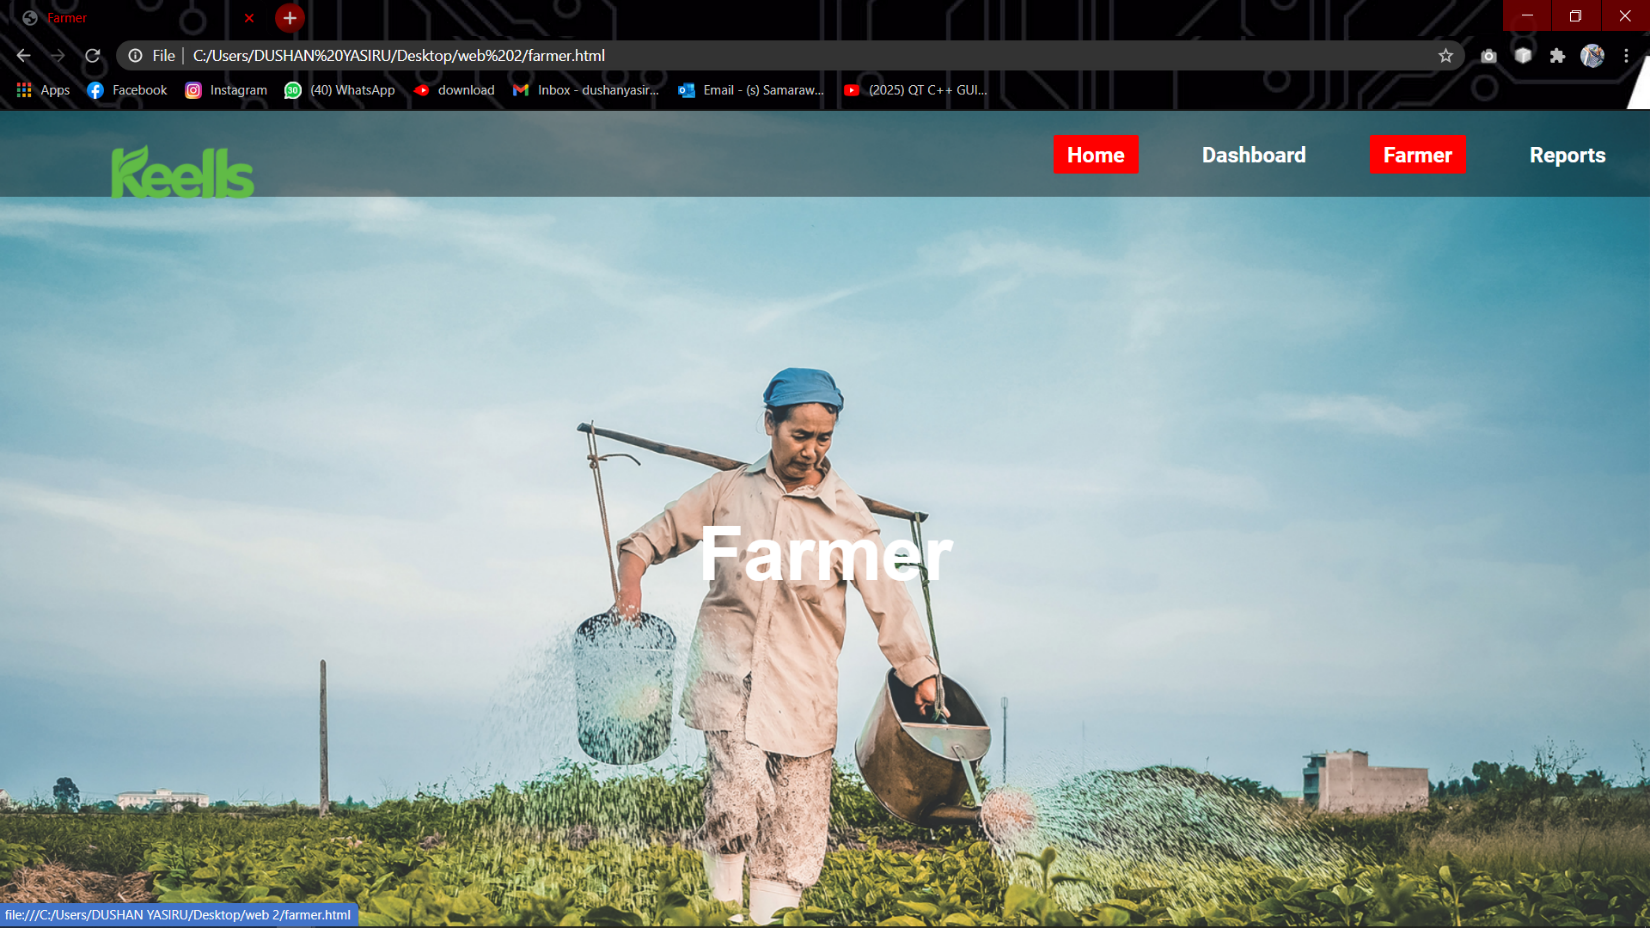 Farmer
File | C:/Users/DUSHAN%20YASIRU/Desktop/web%202/farmer.html
Apps Facebook Instagram 30 (40) WhatsApp download Inbox - dushanyasir... Email - (s) Samaraw... (2025) QT C++ GUI...
Keells Home Dashboard Farmer Reports
Farmer
file:///C:/Users/DUSHAN YASIRU/Desktop/web 2/farmer.html